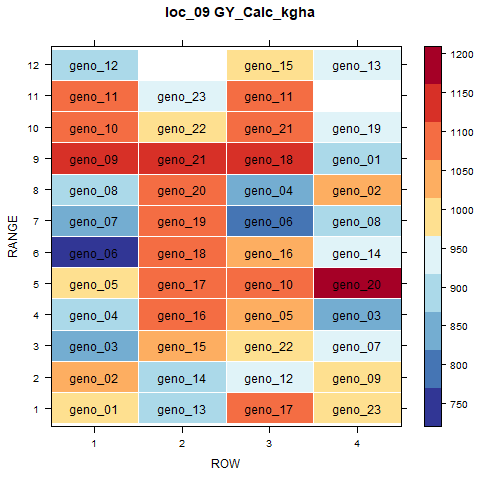 loc_09 GY_Calc_kgha
12 geno_12 geno_15 geno_13 1200
11 geno_11 geno_23 geno_11 1150
10 geno_10 geno_22 geno_21 geno_19 1100
9 geno_09 geno_21 geno_18 geno_01 1050
8 geno_08 geno_20 geno_04 geno_02
7 geno_07 geno_19 geno_06 geno_08 1000
6 geno_06 geno_18 geno_16 geno_14 950
5 geno_05 geno_17 geno_10 geno_20 900
4 geno_04 geno_16 geno_05 geno_03 850
3 geno_03 geno_15 geno_22 geno_07
2 geno_02 geno_14 geno_12 geno_09 800
1 geno_01 geno_13 geno_17 geno_23 750
1 2 3 4
ROW
RANGE